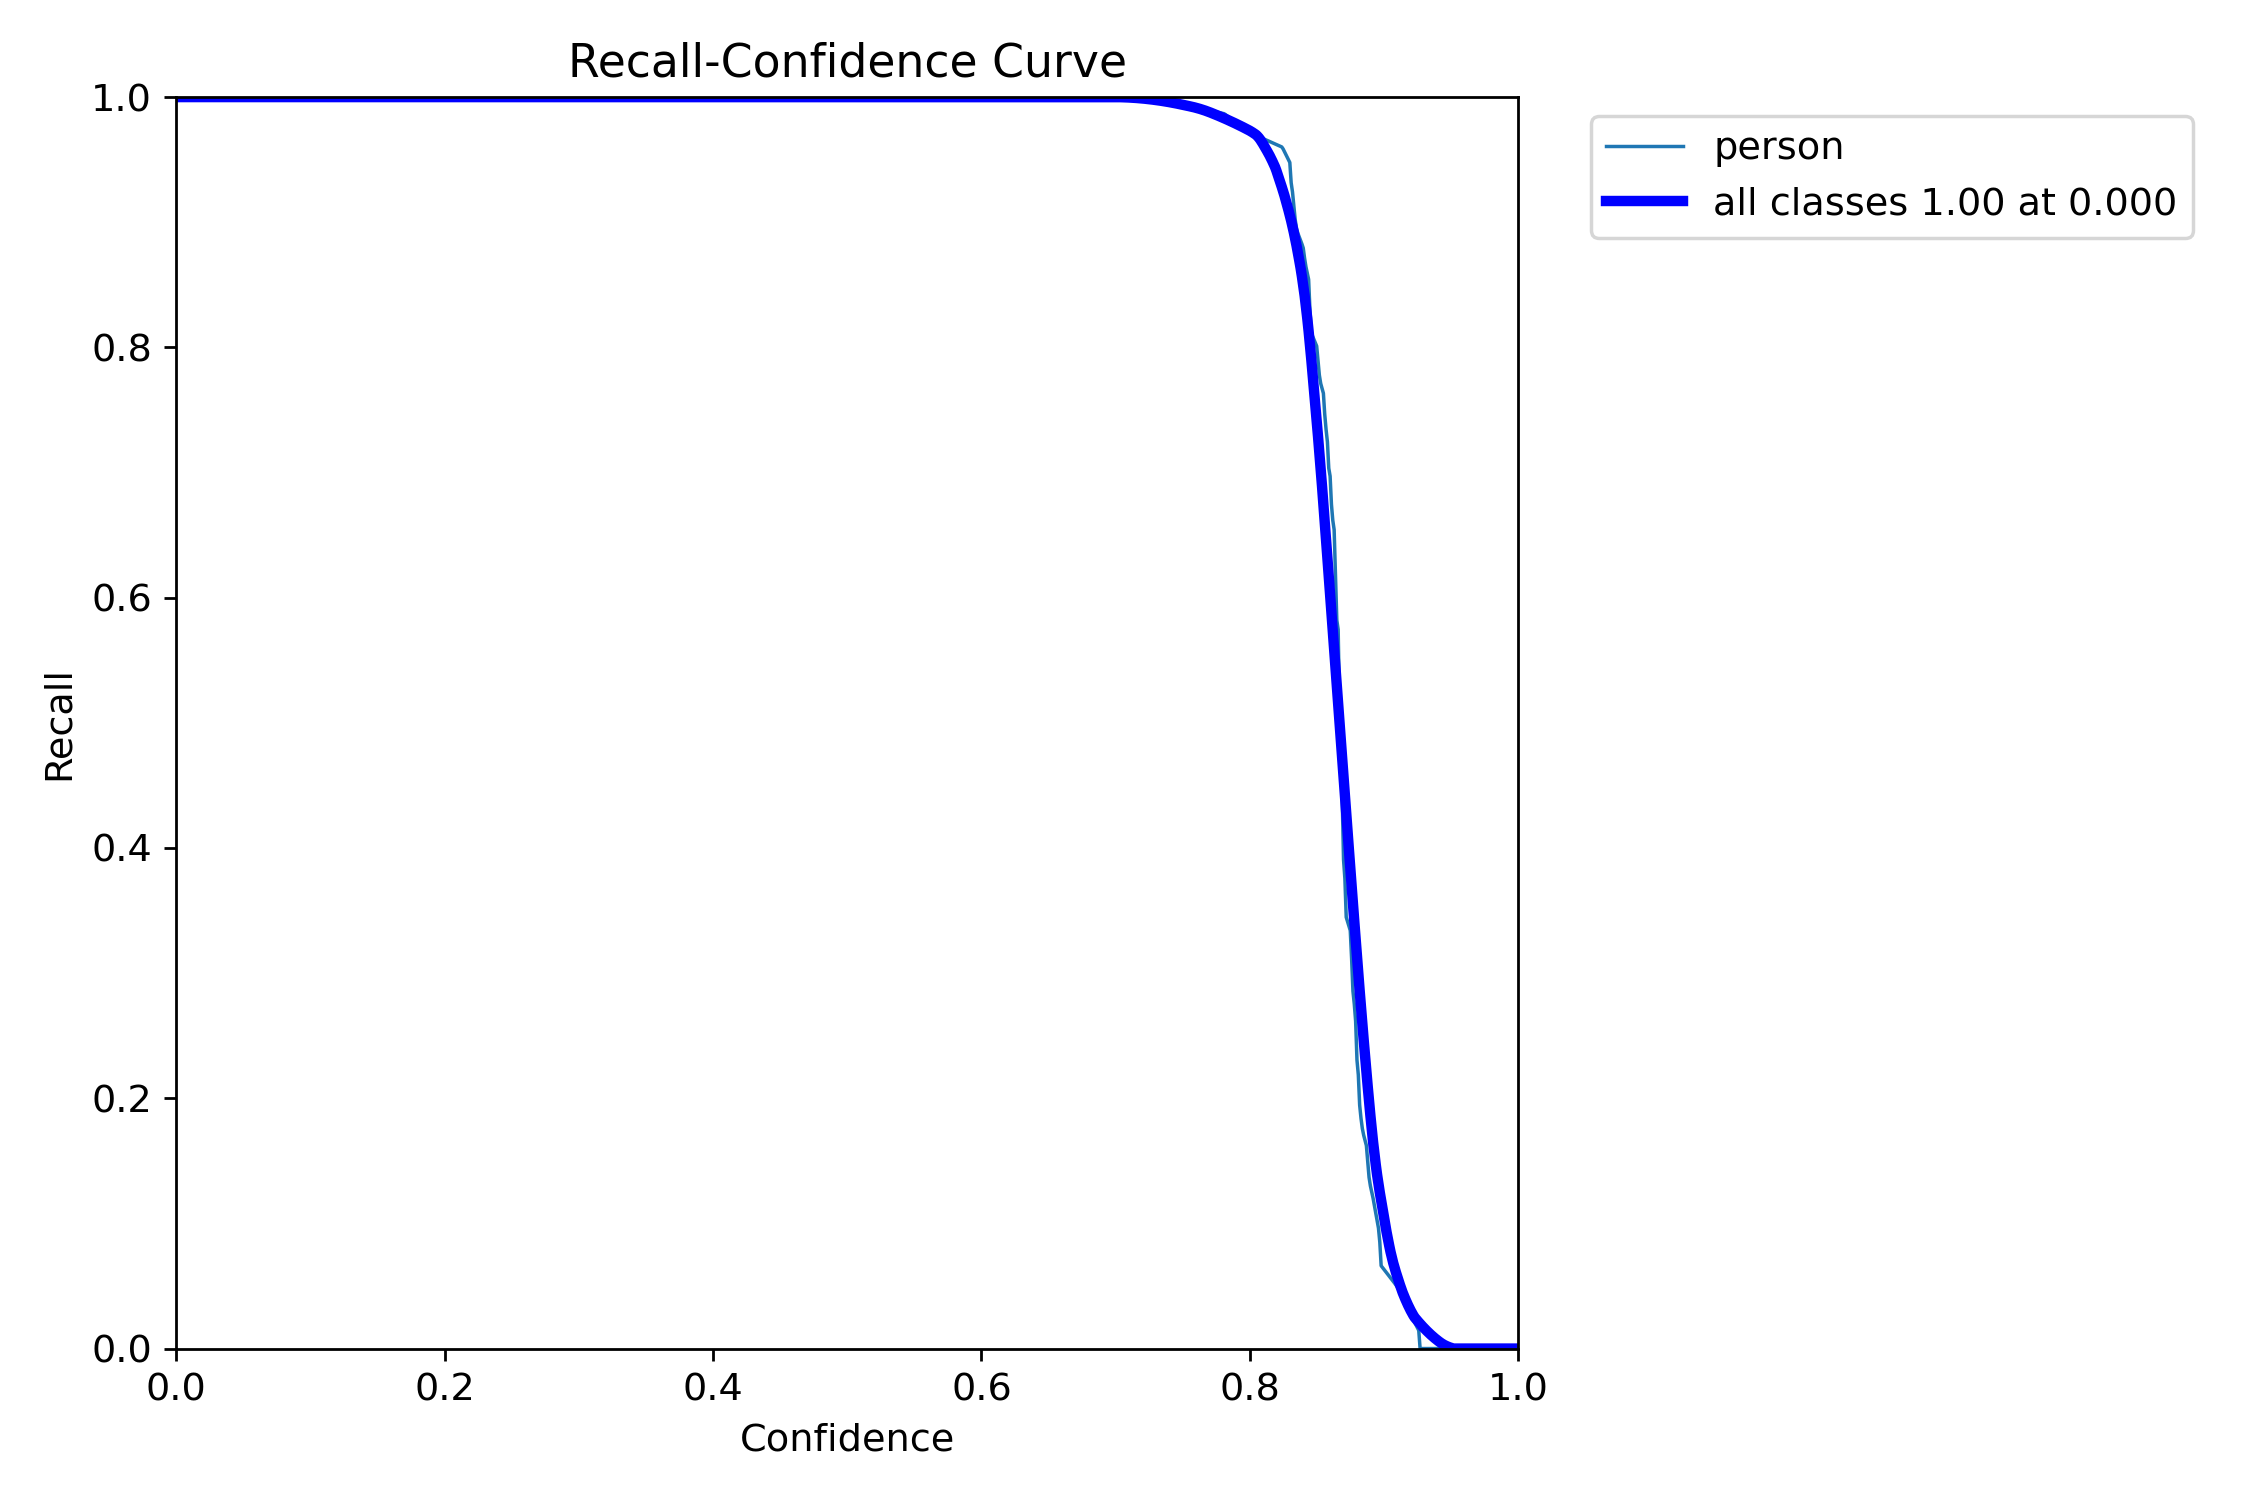 Recall-Confidence Curve
1.0
0.8
0.6
0.4
0.2
0.0
Recall
0.0 0.2 0.4 0.6 0.8 1.0
Confidence
person
all classes 1.00 at 0.000